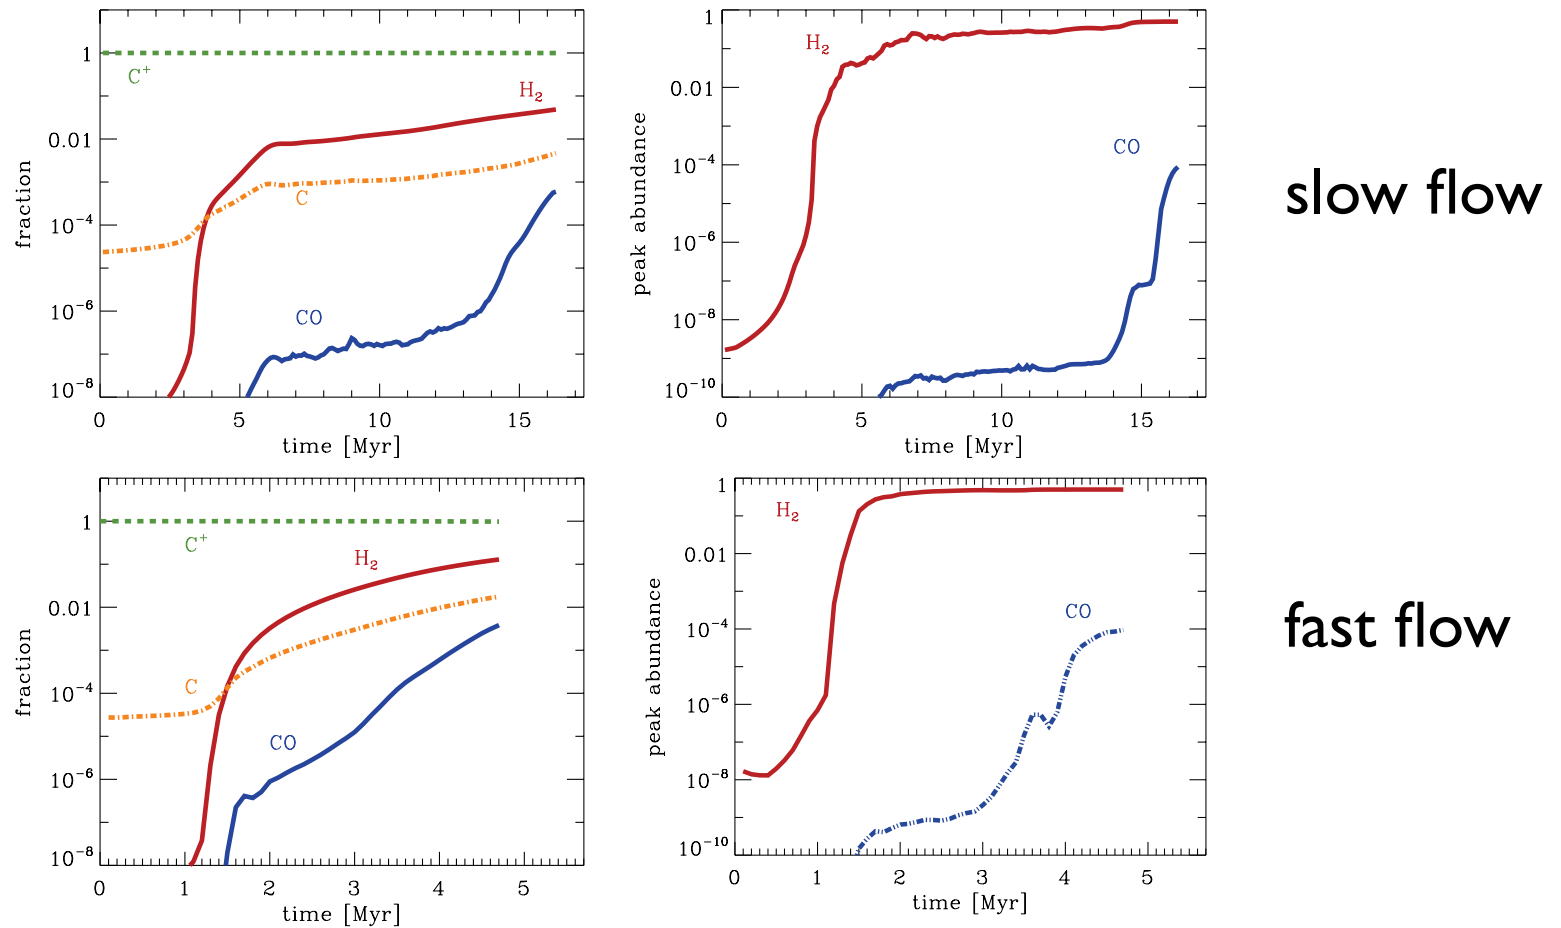 1
C⁺
H₂
0.01
C
10⁻⁴
10⁻⁶
CO
10⁻⁸
fraction
0 5 10 15
time [Myr]
1
H₂
0.01
CO
10⁻⁴
10⁻⁶
10⁻⁸
10⁻¹⁰
peak abundance
0 5 10 15
time [Myr]
slow flow
1
C⁺
H₂
0.01
C
10⁻⁴
CO
10⁻⁶
10⁻⁸
fraction
0 1 2 3 4 5
time [Myr]
1
H₂
0.01
CO
10⁻⁴
10⁻⁶
10⁻⁸
10⁻¹⁰
peak abundance
0 1 2 3 4 5
time [Myr]
fast flow